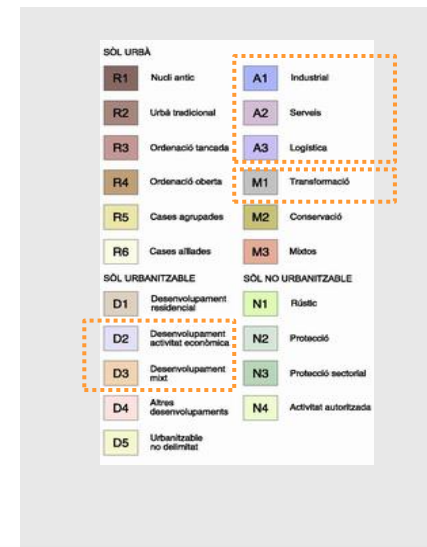 SÒL URBÀ
R1 Nucli antic
R2 Urbà tradicional
R3 Ordenació tancada
R4 Ordenació oberta
R5 Cases agrupades
R6 Cases aïllades
A1 Industrial
A2 Serveis
A3 Logística
M1 Transformació
M2 Conservació
M3 Mixtos
SÒL URBANITZABLE
D1 Desenvolupament
residencial
D2 Desenvolupament
activitat econòmica
D3 Desenvolupament
mixt
D4 Altres
desenvolupaments
D5 Urbanitzable
no delimitat
SÒL NO URBANITZABLE
N1 Rústic
N2 Protecció
N3 Protecció sectorial
N4 Activitat autoritzada